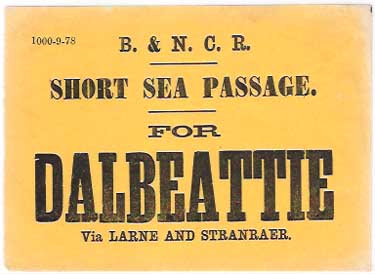 1000-9-78
B. & N. C. R.
SHORT SEA PASSAGE.
FOR
DALBEATTIE
Via LARNE AND STRANRAER.